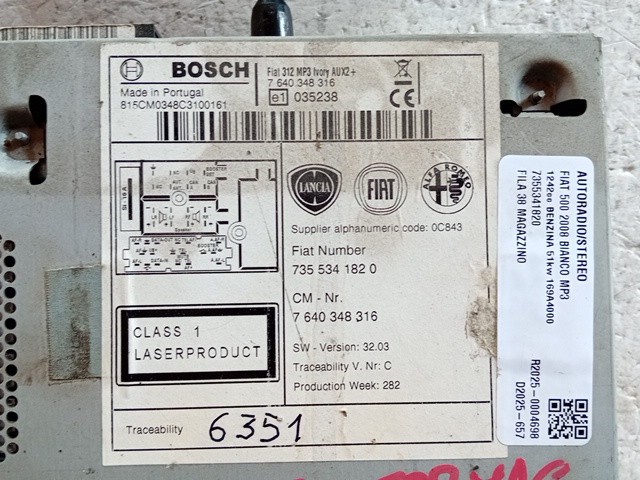 BOSCH
Made in Portugal
815CM0348C3100161
Fiat 312 MP3 Ivory AUX2+
7 640 348 316
e1 035238
CE
LANCIA
FIAT
ALFA ROMEO
Supplier alphanumeric code: 0C843
Fiat Number
735 534 182 0
CM - Nr.
7 640 348 316
SW - Version: 32.03
Traceability V. Nr: C
Production Week: 282
CLASS 1
LASERPRODUCT
Traceability
6351
AUTORADIO/STEREO
FIAT 500 2008 BIANCO MP3
1242cc BENZINA 51kw 169A4000
7355341820
FILA 38 MAGAZZINO
R2025-0004698
D2025-657